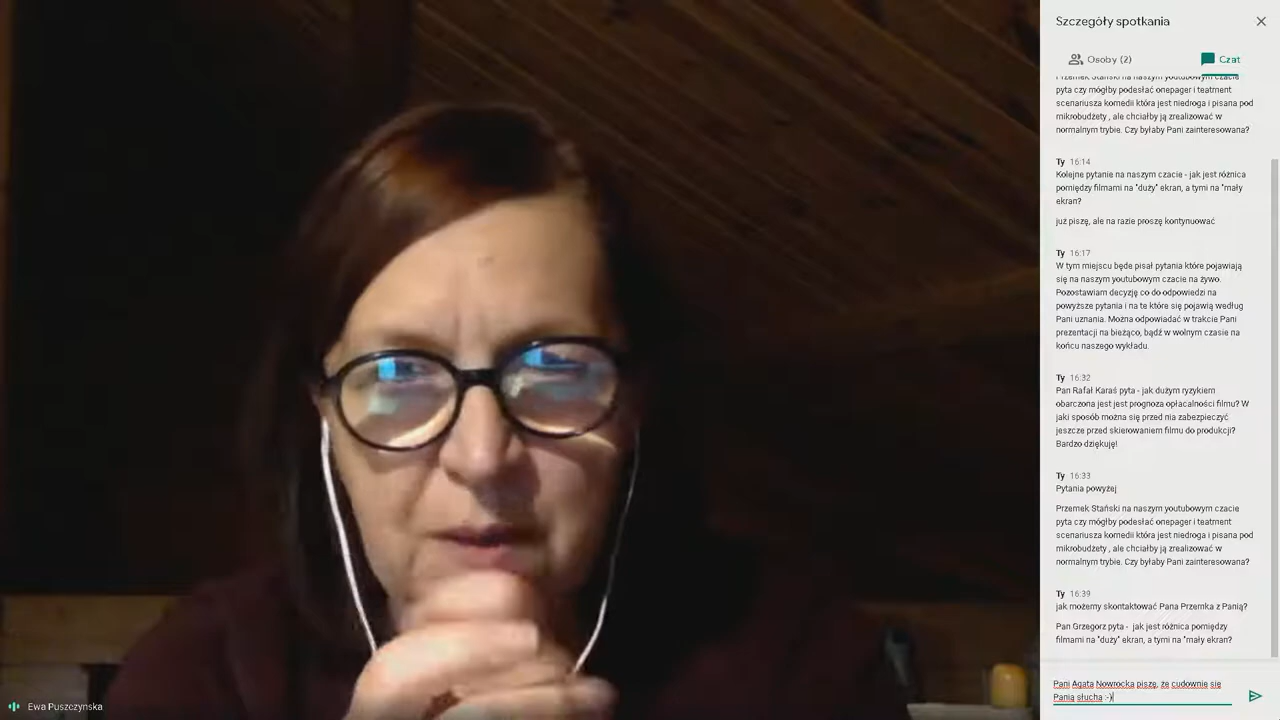 Szczegóły spotkania
Osoby (2)
Czat
Przemek Stański na naszym youtubowym czacie
pyta czy mógłby podesłać onepager i teatment
scenariusza komedii która jest niedroga i pisana pod
mikrobudżety , ale chciałby ją zrealizować w
normalnym trybie. Czy byłaby Pani zainteresowana?
Ty 16:14
Kolejne pytanie na naszym czacie - jak jest różnica
pomiędzy filmami na "duży" ekran, a tymi na "mały
ekran?
już piszę, ale na razie proszę kontynuować
Ty 16:17
W tym miejscu będe pisał pytania które pojawiają
się na naszym youtubowym czacie na żywo.
Pozostawiam decyzję co do odpowiedzi na
powyższe pytania i na te które się pojawią według
Pani uznania. Można odpowiadać w trakcie Pani
prezentacji na bieżąco, bądź w wolnym czasie na
końcu naszego wykładu.
Ty 16:32
Pan Rafał Karaś pyta - jak dużym ryzykiem
obarczona jest jest prognoza opłacalności filmu? W
jaki sposób można się przed nia zabezpieczyć
jeszcze przed skierowaniem filmu do produkcji?
Bardzo dziękuję!
Ty 16:33
Pytania powyżej
Przemek Stański na naszym youtubowym czacie
pyta czy mógłby podesłać onepager i teatment
scenariusza komedii która jest niedroga i pisana pod
mikrobudżety , ale chciałby ją zrealizować w
normalnym trybie. Czy byłaby Pani zainteresowana?
Ty 16:39
jak możemy skontaktować Pana Przemka z Panią?
Pan Grzegorz pyta - jak jest różnica pomiędzy
filmami na "duży" ekran, a tymi na "mały ekran?
Pani Agata Nowrocka piszę, że cudownie się
Panią słucha :-)
Ewa Puszczynska